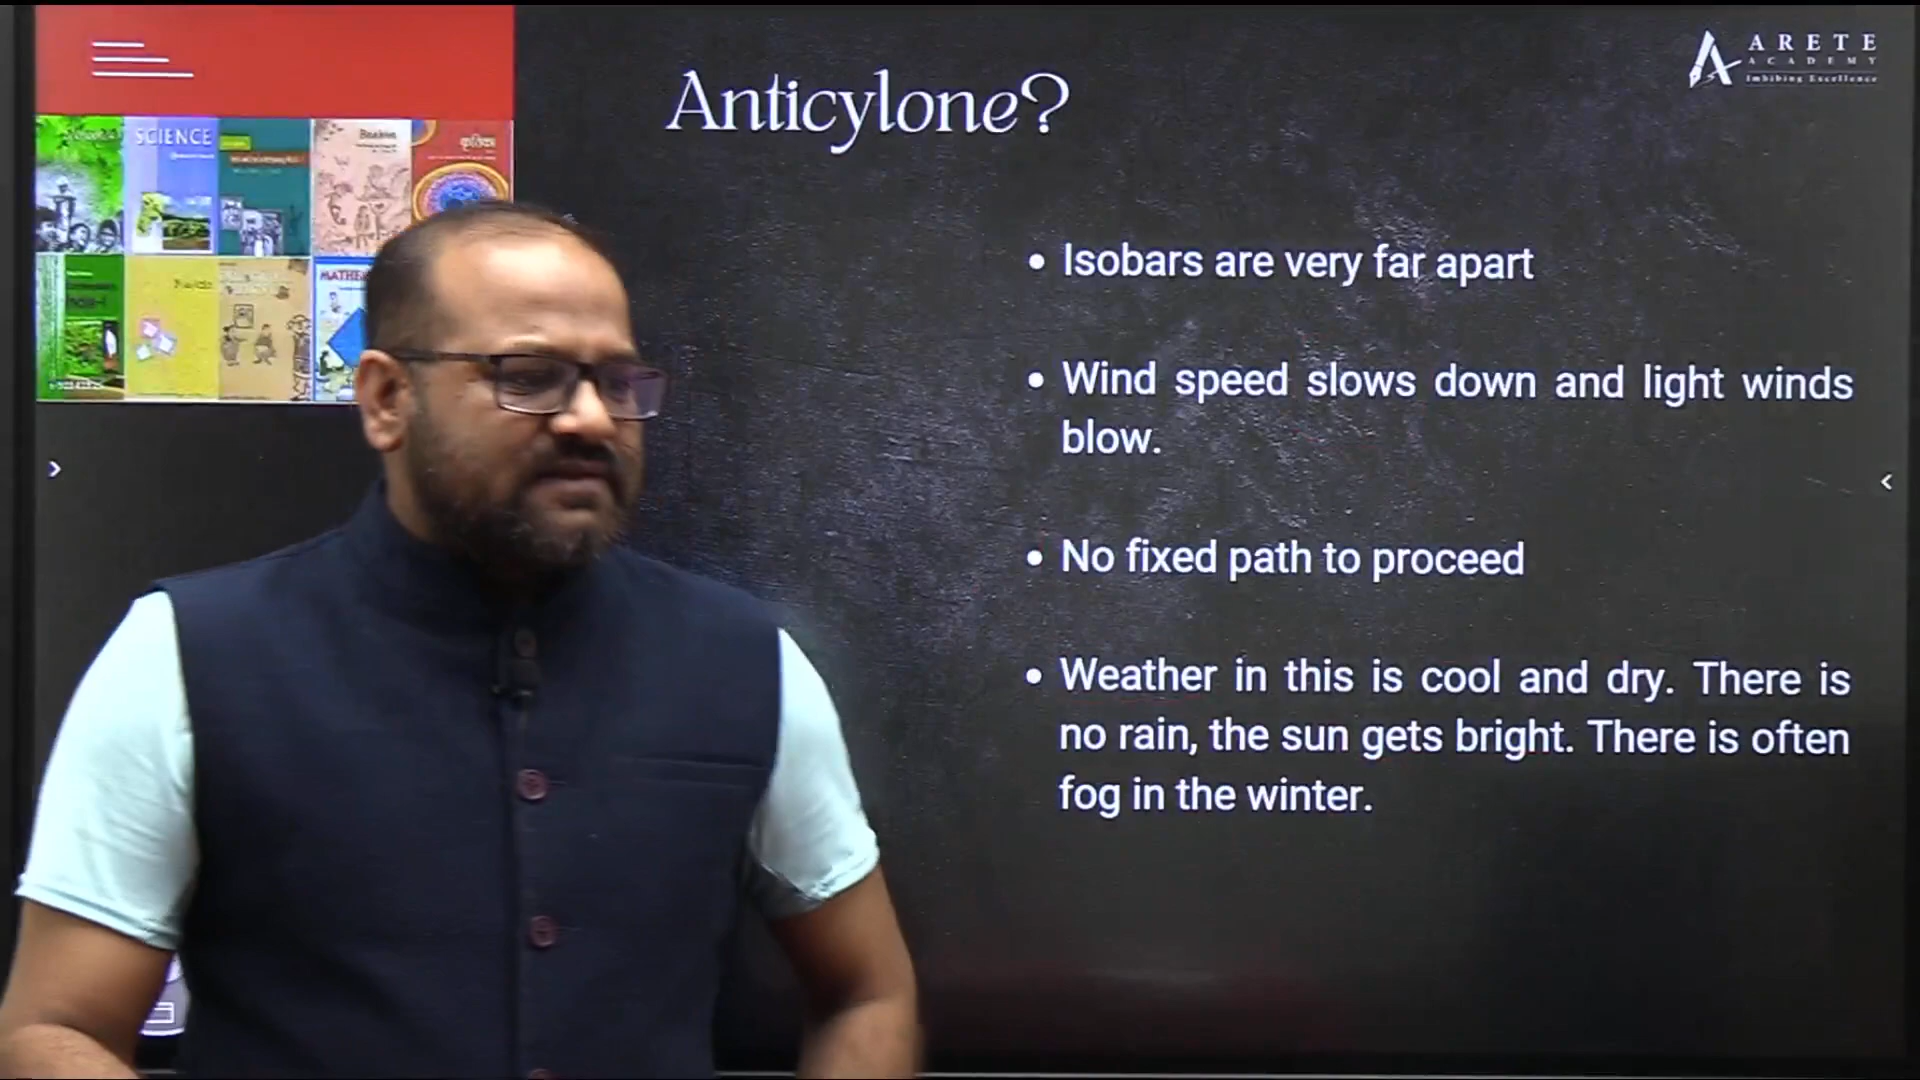 ARETE
ACADEMY
Imbibing Excellence
Anticylone?
SCIENCE
कृतिका
MATHE
• Isobars are very far apart
• Wind speed slows down and light winds
blow.
• No fixed path to proceed
• Weather in this is cool and dry. There is
no rain, the sun gets bright. There is often
fog in the winter.